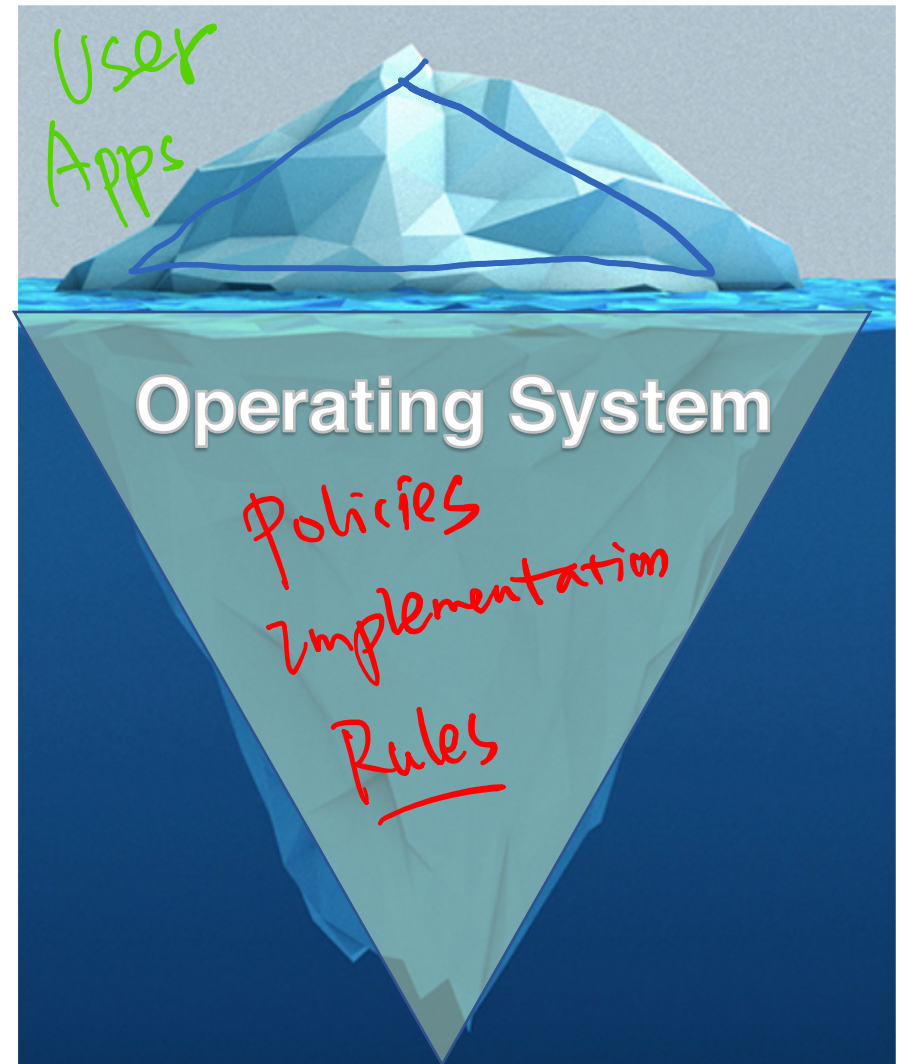 User
Apps
Operating System
Policies
Implementation
Rules